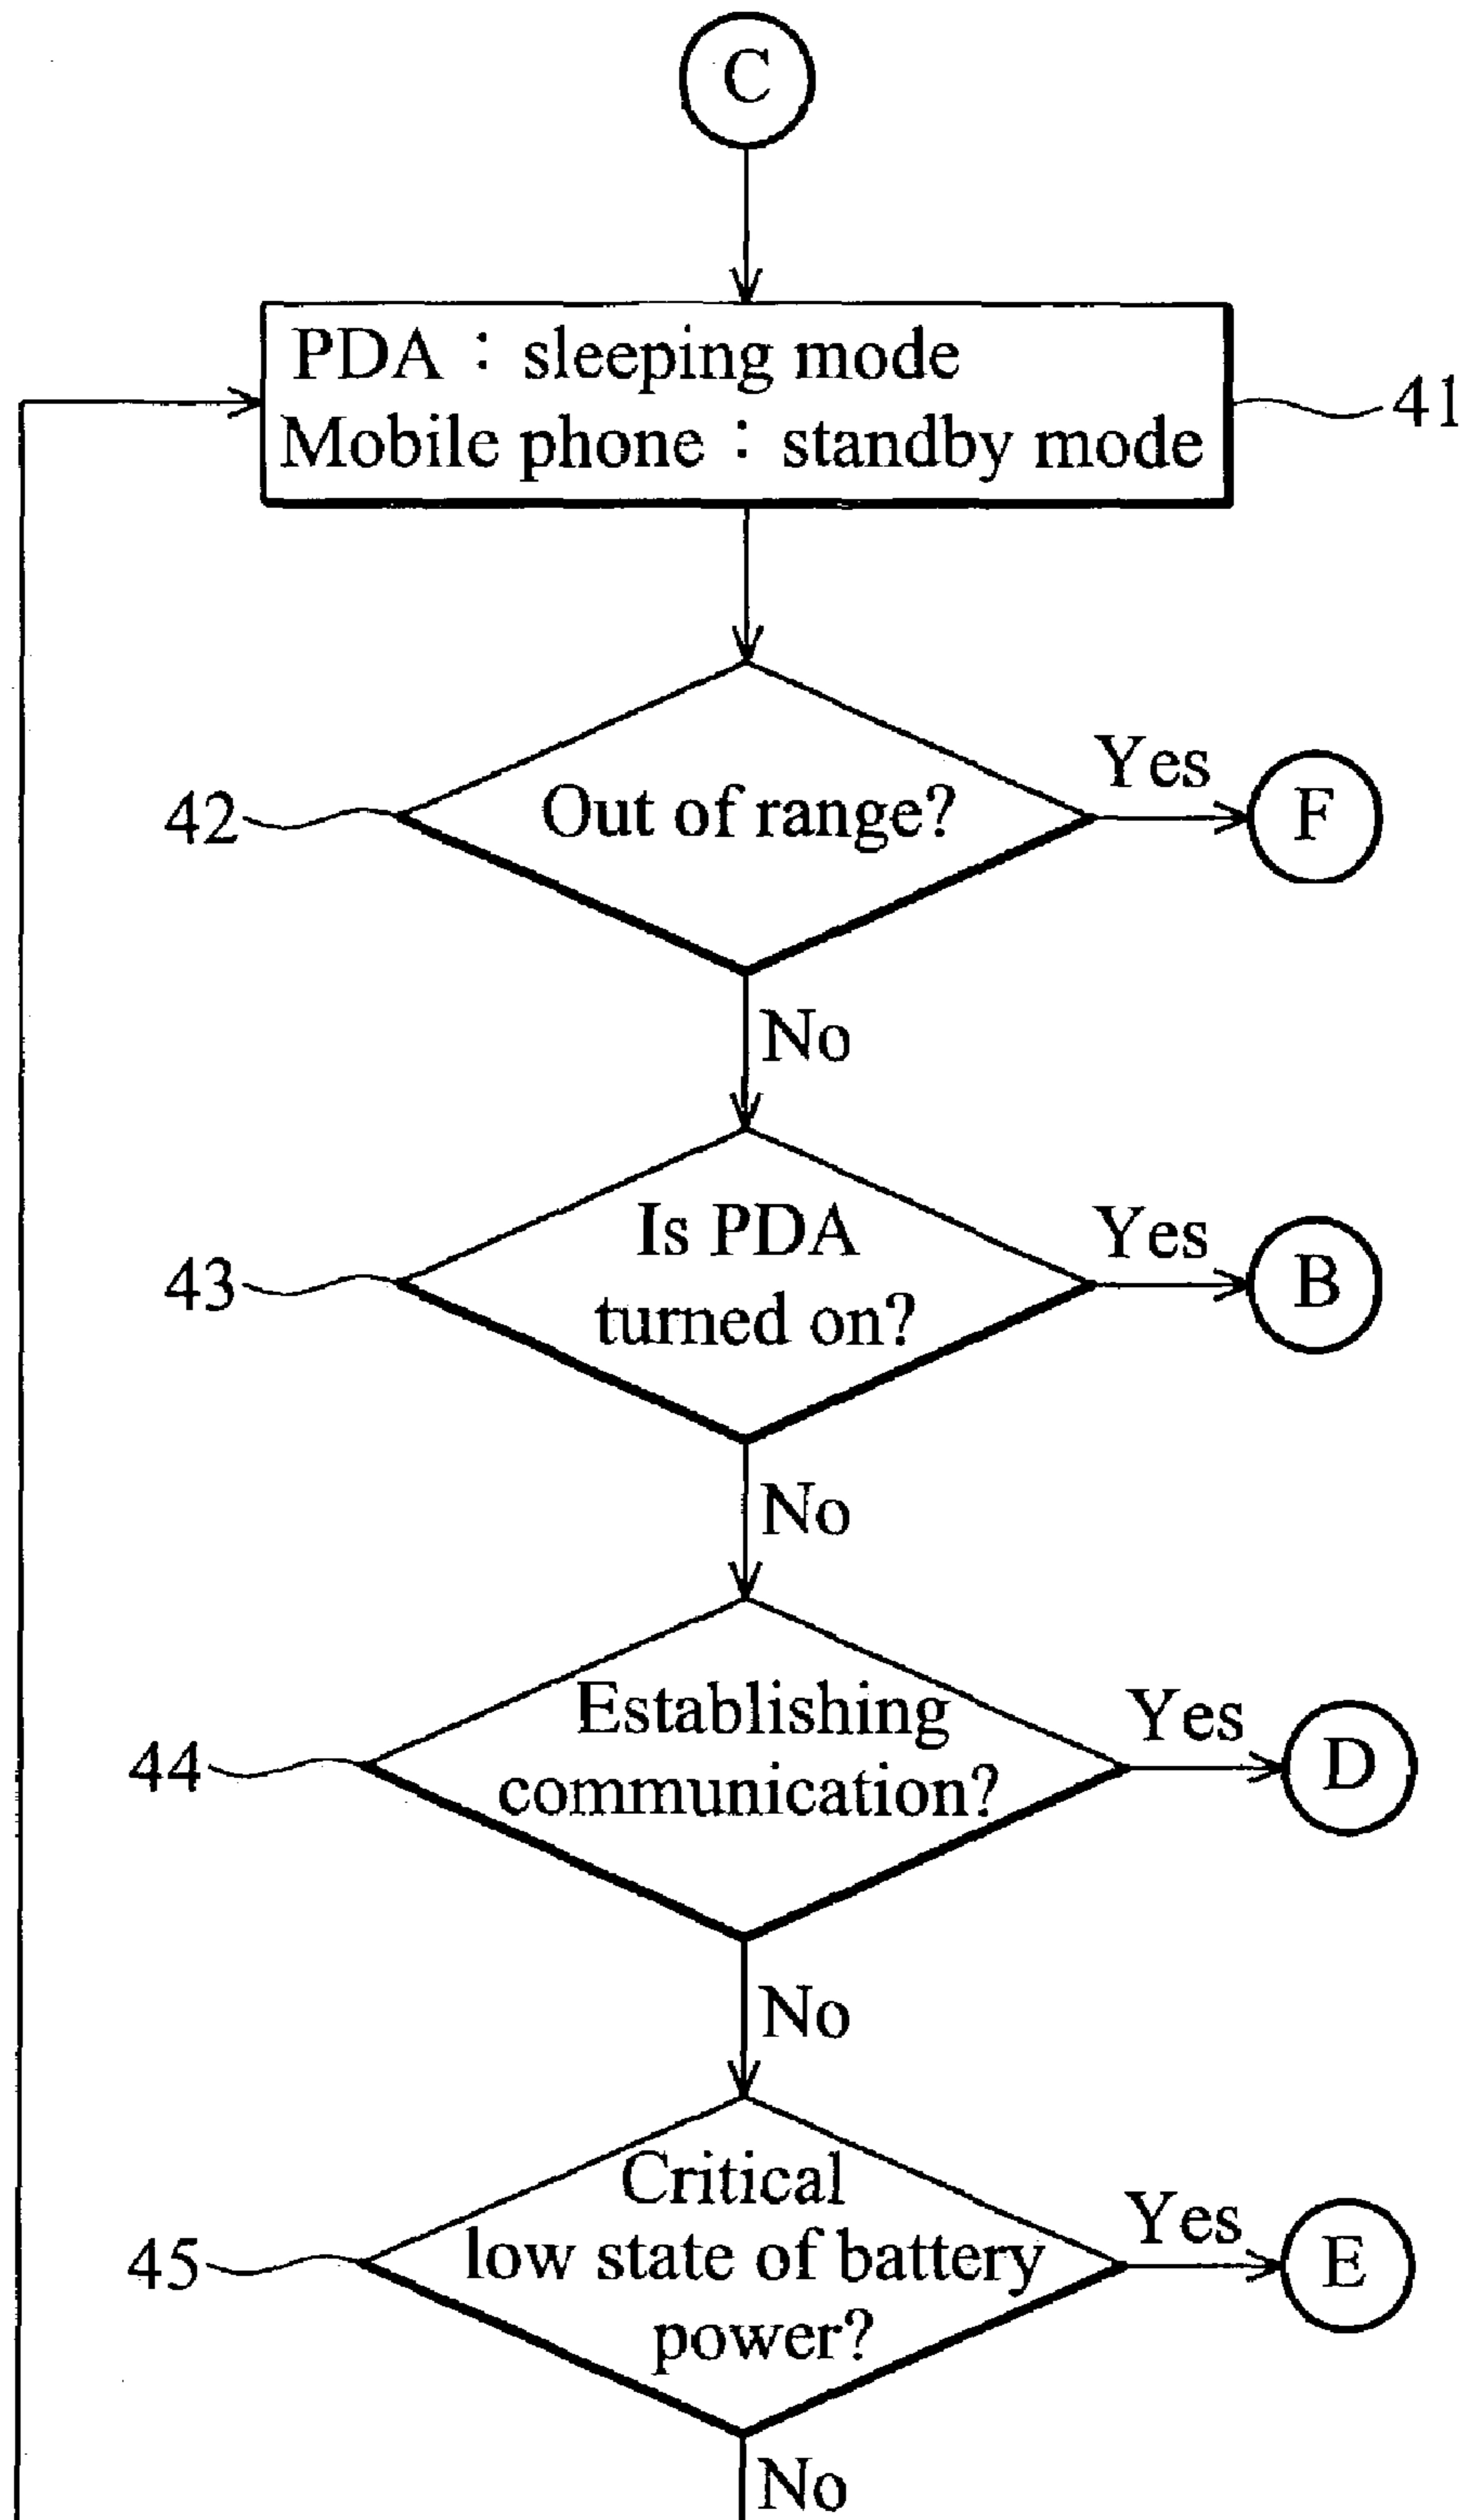 C
PDA : sleeping mode
Mobile phone : standby mode
41
Yes
42
Out of range?
F
No
Is PDA
Yes
43
turned on?
B
No
Establishing
Yes
44
communication?
D
No
Critical
Yes
45
low state of battery
E
power?
No